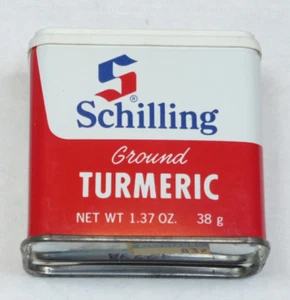 Schilling®
Ground
TURMERIC
NET WT 1.37 OZ. 38 g